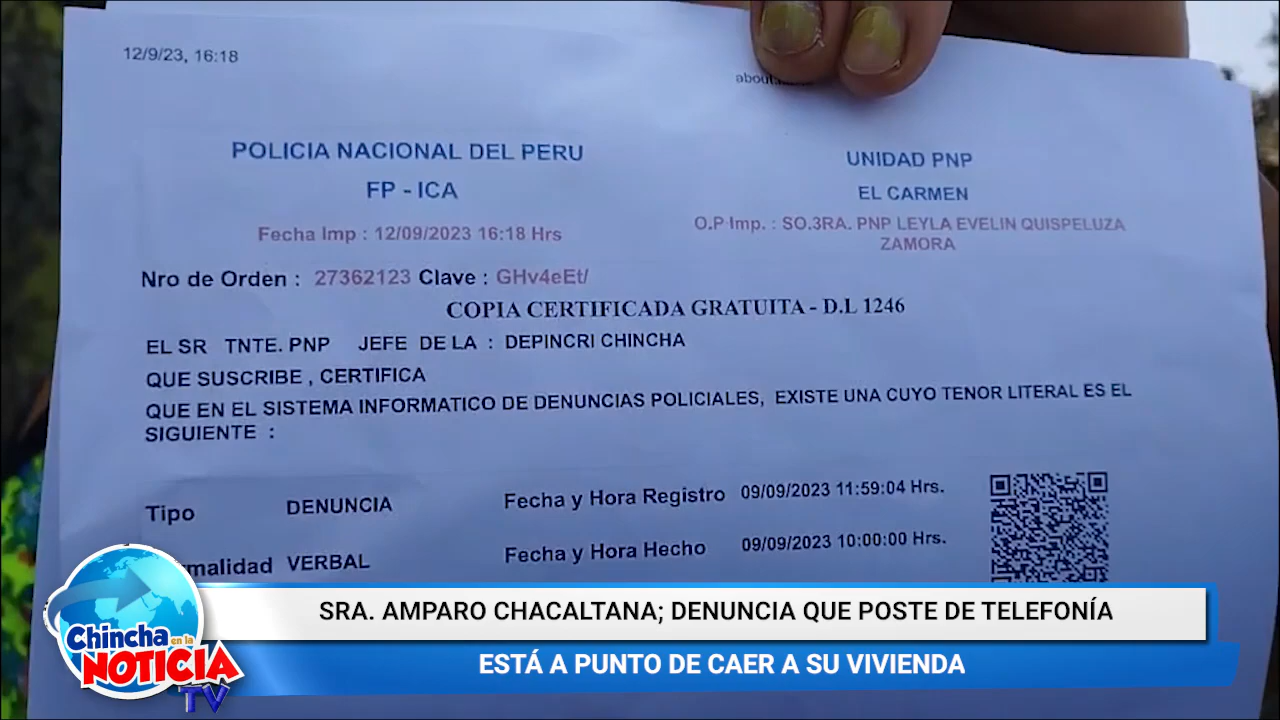 12/9/23, 16:18
POLICIA NACIONAL DEL PERU
FP - ICA
Fecha Imp : 12/09/2023 16:18 Hrs
UNIDAD PNP
EL CARMEN
O.P Imp. : SO.3RA. PNP LEYLA EVELIN QUISPELUZA
ZAMORA
Nro de Orden : 27362123 Clave : GHv4eEt/
COPIA CERTIFICADA GRATUITA - D.L 1246
EL SR TNTE. PNP JEFE DE LA : DEPINCRI CHINCHA
QUE SUSCRIBE , CERTIFICA
QUE EN EL SISTEMA INFORMATICO DE DENUNCIAS POLICIALES, EXISTE UNA CUYO TENOR LITERAL ES EL
SIGUIENTE :
Tipo DENUNCIA Fecha y Hora Registro 09/09/2023 11:59:04 Hrs.
VERBAL Fecha y Hora Hecho 09/09/2023 10:00:00 Hrs.
SRA. AMPARO CHACALTANA; DENUNCIA QUE POSTE DE TELEFONÍA
ESTÁ A PUNTO DE CAER A SU VIVIENDA
Chincha en la
NOTICIA
TV